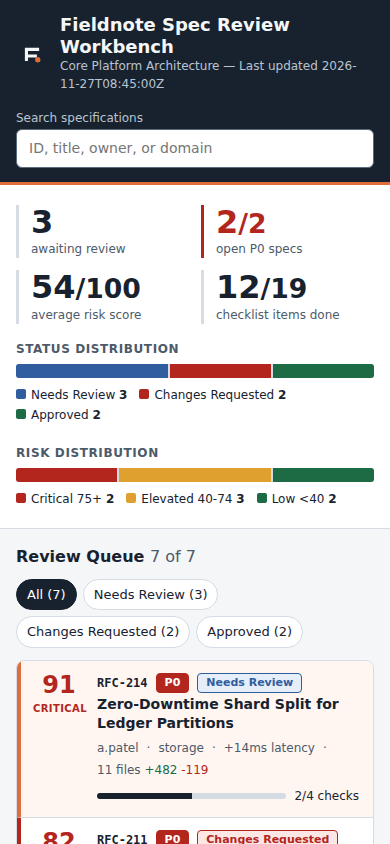 F
Fieldnote Spec Review
Workbench
Core Platform Architecture — Last updated 2026-
11-27T08:45:00Z
Search specifications
ID, title, owner, or domain
3
awaiting review
2/2
open P0 specs
54/100
average risk score
12/19
checklist items done
STATUS DISTRIBUTION
Needs Review 3 Changes Requested 2
Approved 2
RISK DISTRIBUTION
Critical 75+ 2 Elevated 40-74 3 Low <40 2
Review Queue 7 of 7
All (7) Needs Review (3)
Changes Requested (2) Approved (2)
91
CRITICAL
RFC-214 P0 Needs Review
Zero-Downtime Shard Split for
Ledger Partitions
a.patel · storage · +14ms latency ·
11 files +482 -119
2/4 checks
82
RFC-211 P0 Changes Requested